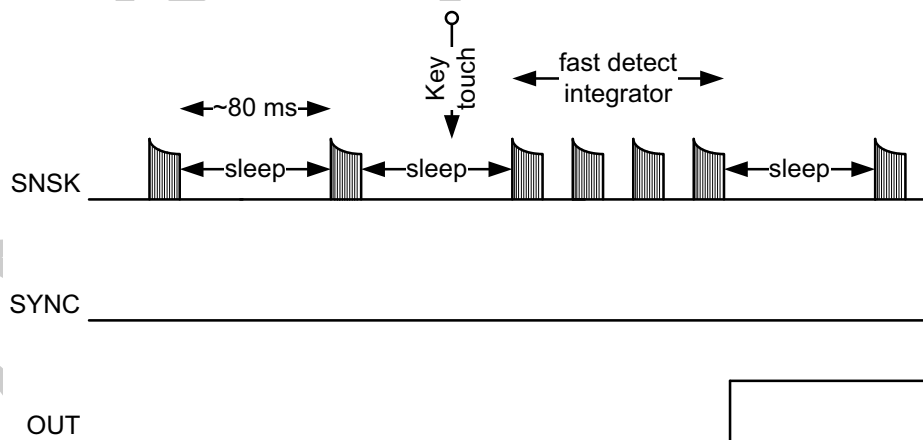 Key
touch
fast detect
integrator
~80 ms
sleep
sleep
sleep
SNSK
SYNC
OUT